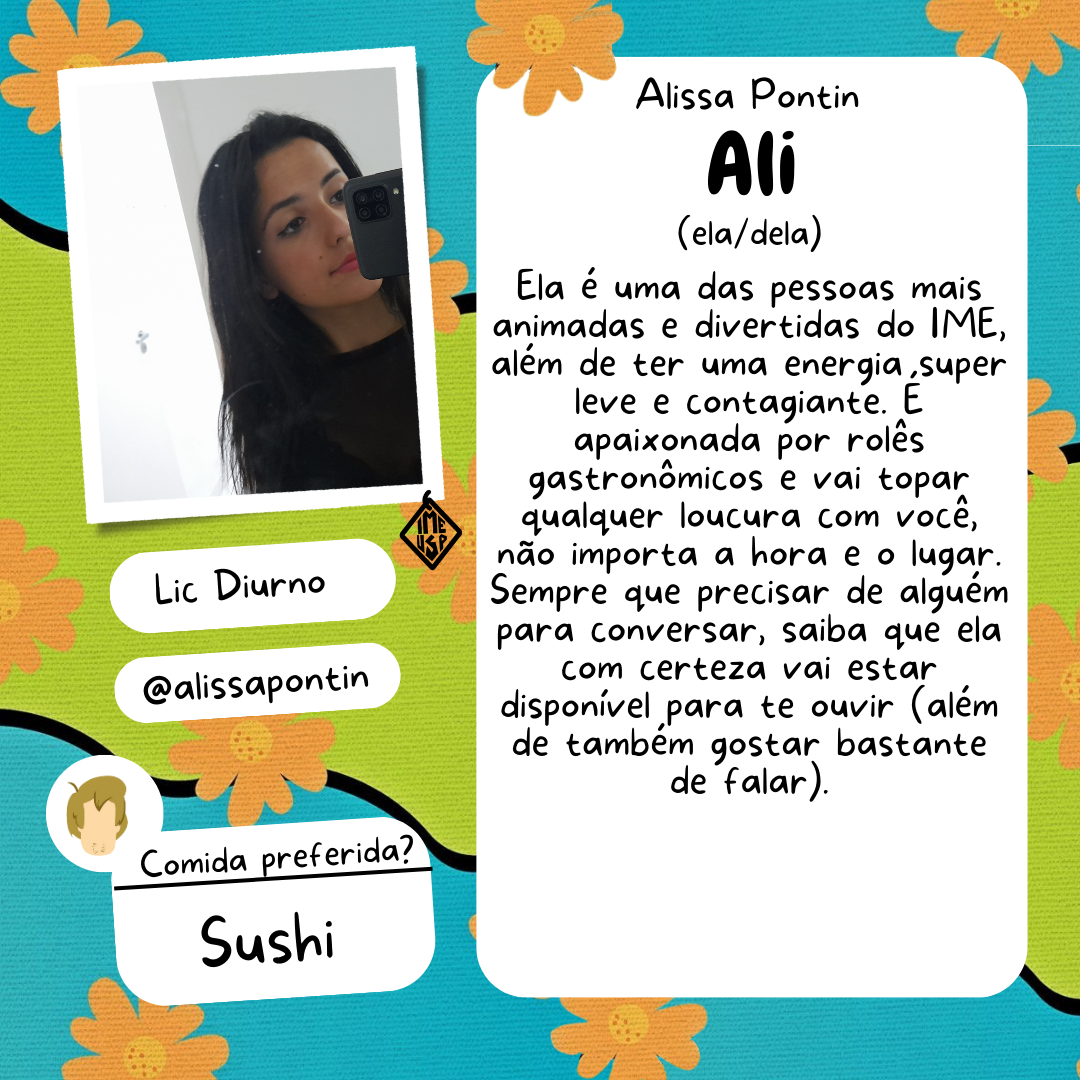 Alissa Pontin
Ali
(ela/dela)
Ela é uma das pessoas mais
animadas e divertidas do IME,
além de ter uma energia super
leve e contagiante. É
apaixonada por rolês
gastronômicos e vai topar
qualquer loucura com você,
não importa a hora e o lugar.
Sempre que precisar de alguém
para conversar, saiba que ela
com certeza vai estar
disponível para te ouvir (além
de também gostar bastante
de falar).
IME
USP
Lic Diurno
@alissapontin
Comida preferida?
Sushi